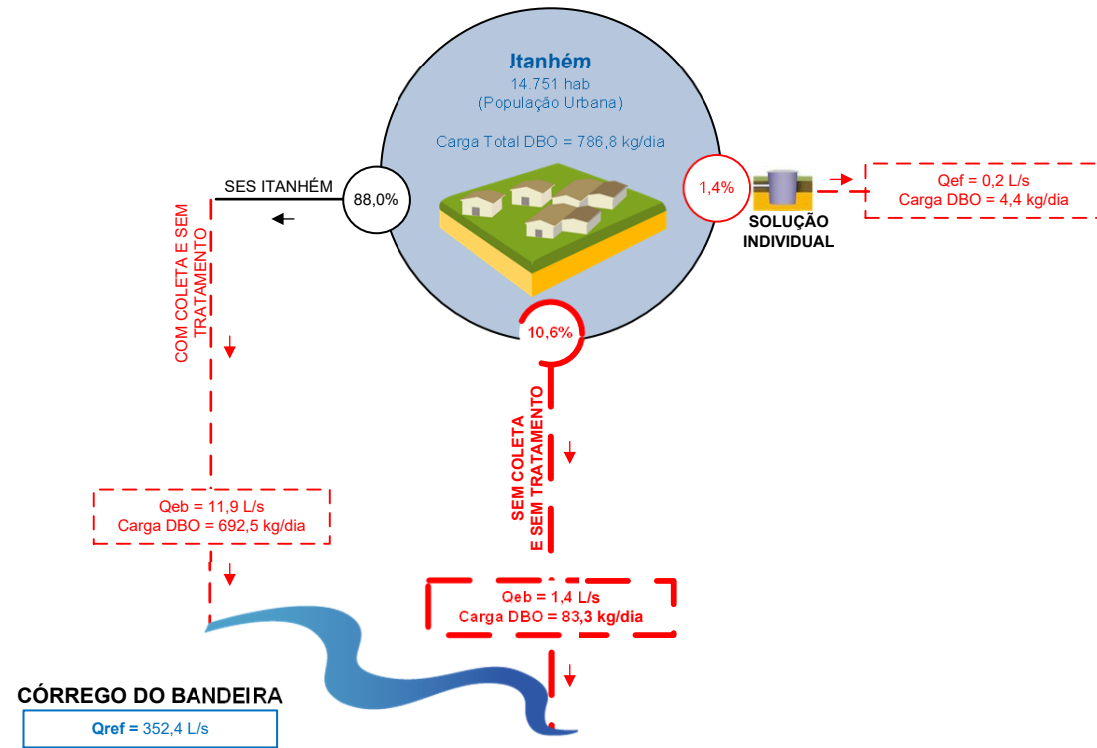 Itanhém
14.751 hab
(População Urbana)
Carga Total DBO = 786,8 kg/dia
SES ITANHÉM
88,0%
1,4%
SOLUÇÃO
INDIVIDUAL
Qef = 0,2 L/s
Carga DBO = 4,4 kg/dia
COM COLETA E SEM
TRATAMENTO
10,6%
SEM COLETA
E SEM TRATAMENTO
Qeb = 11,9 L/s
Carga DBO = 692,5 kg/dia
Qeb = 1,4 L/s
Carga DBO = 83,3 kg/dia
CÓRREGO DO BANDEIRA
Qref = 352,4 L/s